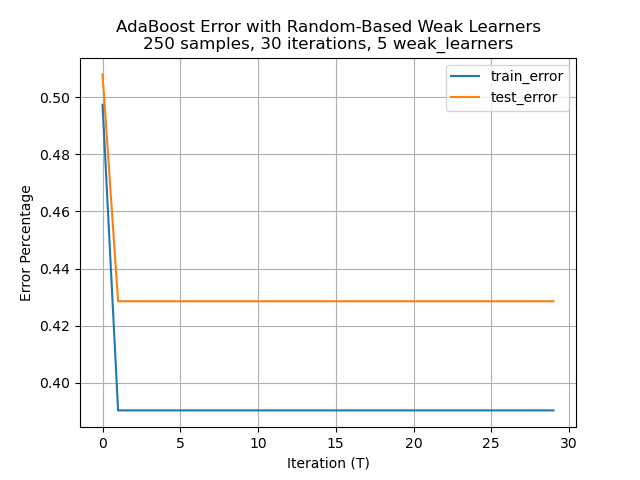 AdaBoost Error with Random-Based Weak Learners
250 samples, 30 iterations, 5 weak_learners
train_error
test_error
Error Percentage
0.50
0.48
0.46
0.44
0.42
0.40
0 5 10 15 20 25 30
Iteration (T)